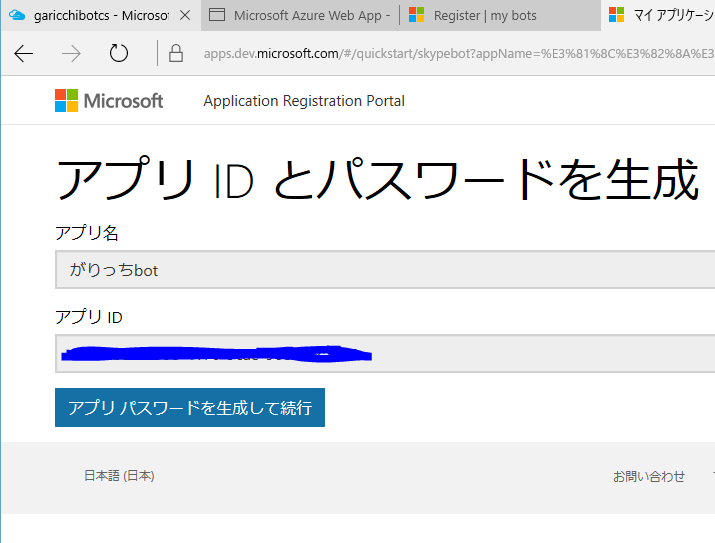 garicchibotcs - Microsof
Microsoft Azure Web App -
Register | my bots
マイ アプリケーシ
apps.dev.microsoft.com/#/quickstart/skypebot?appName=%E3%81%8C%E3%82%8A%E3
Microsoft
Application Registration Portal
アプリ ID とパスワードを生成
アプリ名
がりっちbot
アプリ ID
アプリ パスワードを生成して続行
日本語 (日本)
お問い合わせ